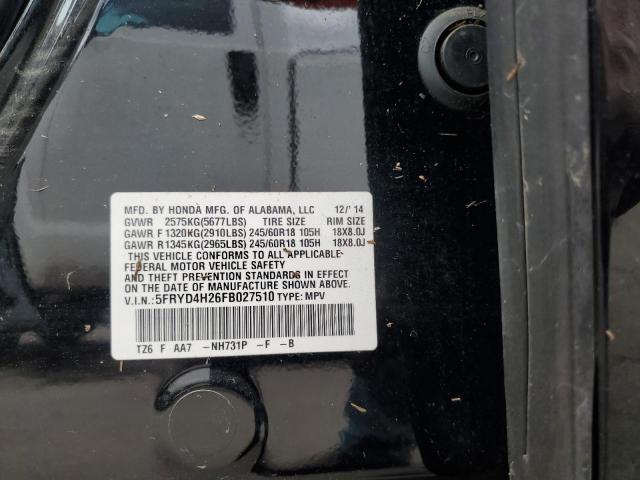 MFD. BY HONDA MFG. OF ALABAMA, LLC 12/'14
GVWR 2575KG(5677LBS) TIRE SIZE RIM SIZE
GAWR F 1320KG(2910LBS) 245/60R18 105H 18X8.0J
GAWR R1345KG(2965LBS) 245/60R18 105H 18X8.0J
THIS VEHICLE CONFORMS TO ALL APPLICABLE
FEDERAL MOTOR VEHICLE SAFETY
AND THEFT PREVENTION STANDARDS IN EFFECT
ON THE DATE OF MANUFACTURE SHOWN ABOVE.
V.I.N.:5FRYD4H26FB027510 TYPE: MPV
TZ6 F AA7 -NH731P -F -B